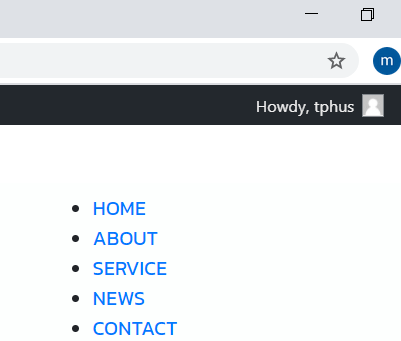 m
Howdy, tphus
HOME
ABOUT
SERVICE
NEWS
CONTACT